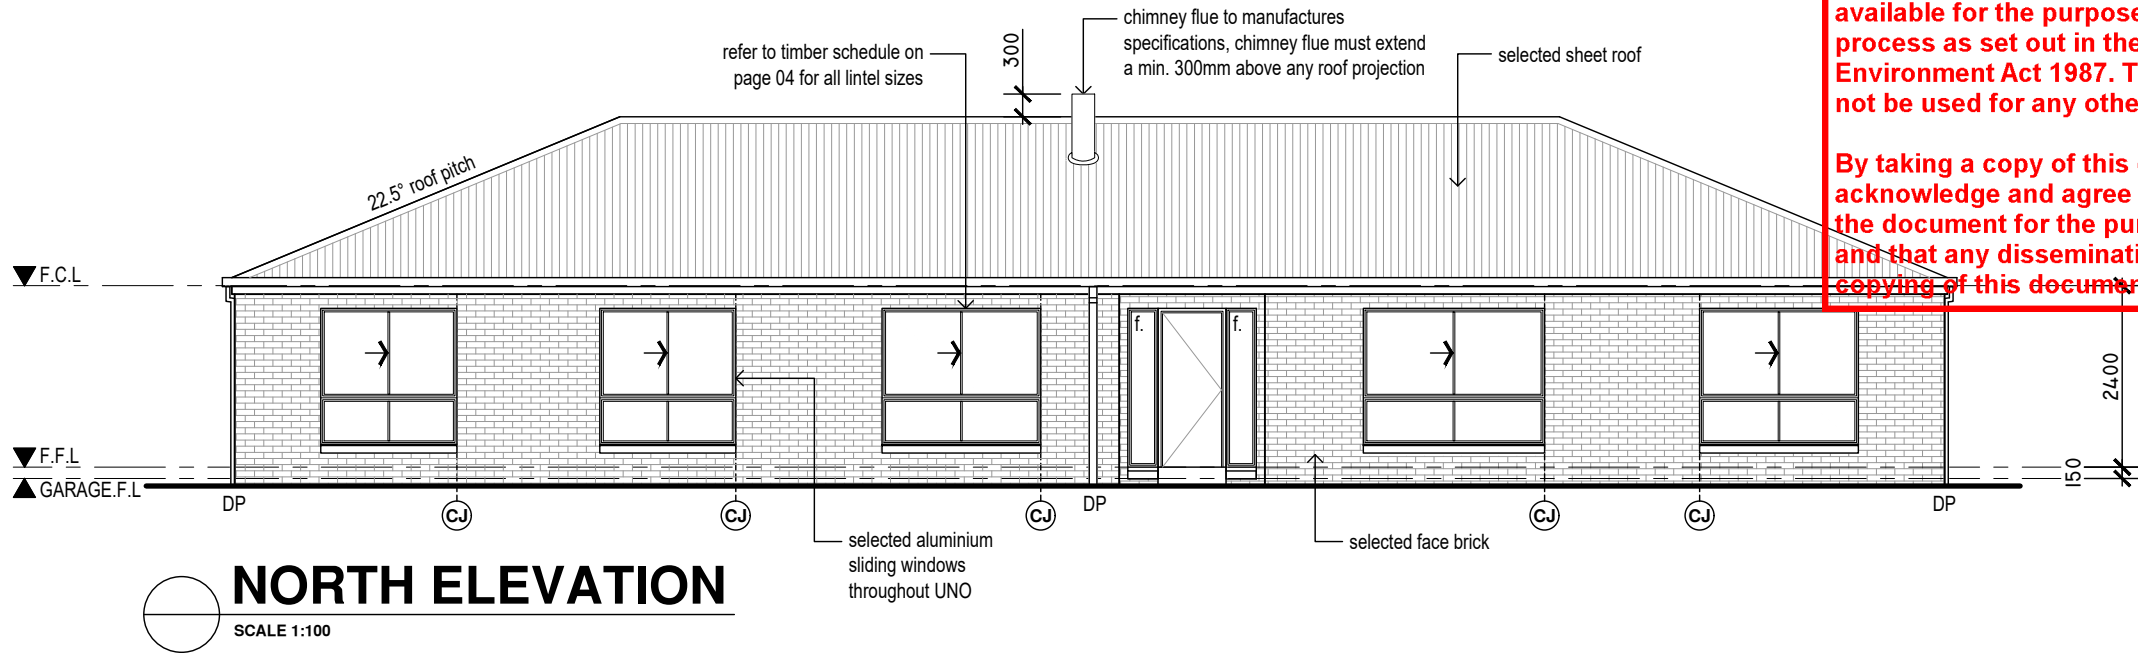 chimney flue to manufactures
specifications, chimney flue must extend
a min. 300mm above any roof projection
refer to timber schedule on
page 04 for all lintel sizes
300
selected sheet roof
available for the purpose
process as set out in the
Environment Act 1987. T
not be used for any othe
By taking a copy of this
acknowledge and agree
the document for the pu
and that any disseminati
copying of this documen
22.5° roof pitch
F.C.L
f.
f.
2400
F.F.L
GARAGE.F.L
150
DP
CJ
CJ
CJ
DP
CJ
CJ
DP
selected aluminium
sliding windows
throughout UNO
selected face brick
NORTH ELEVATION
SCALE 1:100